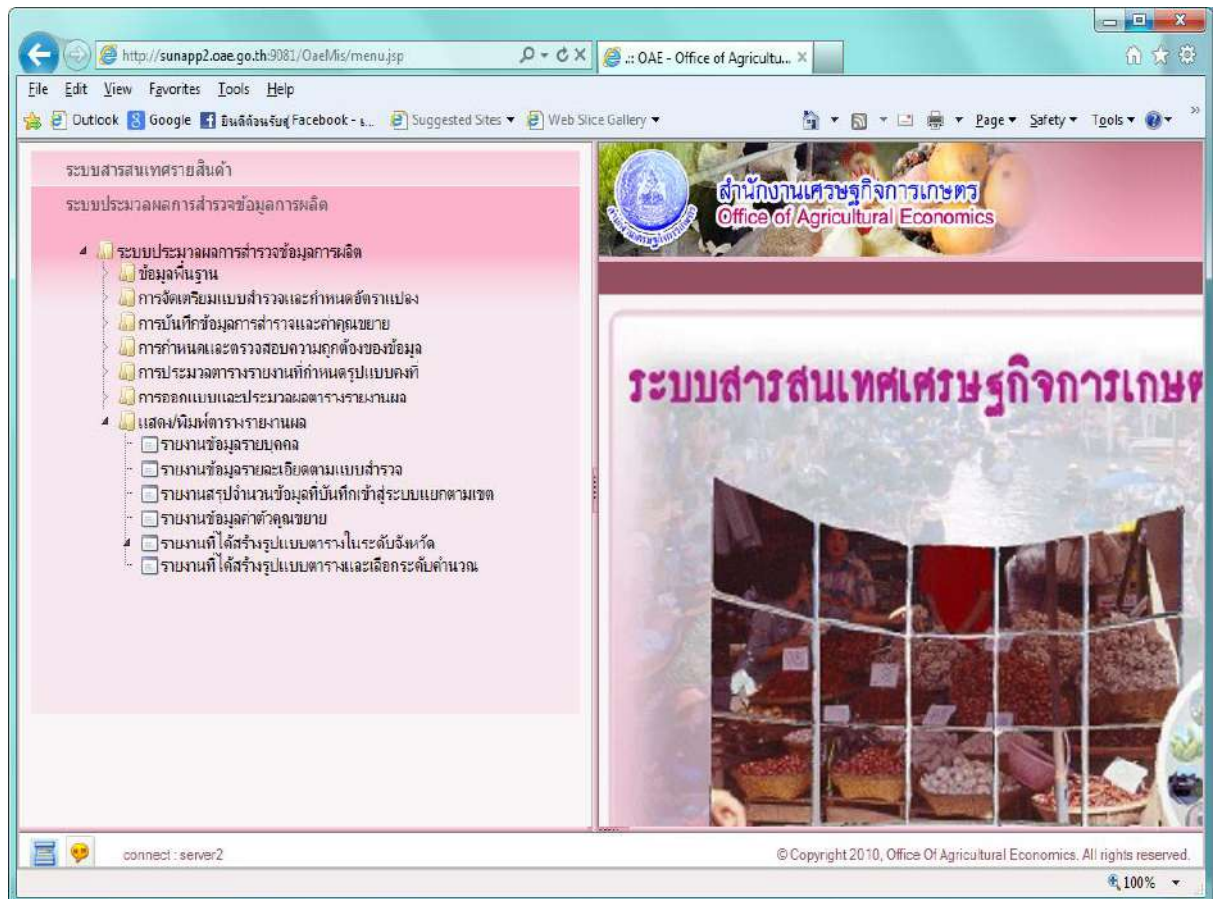 http://sunapp2.oae.go.th:9081/OaeMis/menu.jsp
.:: OAE - Office of Agricultu...
File Edit View Favorites Tools Help
Outlook Google ยินดีต้อนรับสู่ Facebook - เ... Suggested Sites Web Slice Gallery Page Safety Tools
ระบบสารสนเทศรายสินค้า
ระบบประมวลผลการสำรวจข้อมูลการผลิต
ระบบประมวลผลการสำรวจข้อมูลการผลิต
ข้อมูลพื้นฐาน
การจัดเตรียมแบบสำรวจและกำหนดอัตราแปลง
การบันทึกข้อมูลการสำรวจและค่าคูณขยาย
การกำหนดและตรวจสอบความถูกต้องของข้อมูล
การประมวลตารางรายงานที่กำหนดรูปแบบคงที่
การออกแบบและประมวลผลตารางรายงานผล
แสดง/พิมพ์ตารางรายงานผล
รายงานข้อมูลรายบุคคล
รายงานข้อมูลรายละเอียดตามแบบสำรวจ
รายงานสรุปจำนวนข้อมูลที่บันทึกเข้าสู่ระบบแยกตามเขต
รายงานข้อมูลค่าตัวคูณขยาย
รายงานที่ได้สร้างรูปแบบตารางในระดับจังหวัด
รายงานที่ได้สร้างรูปแบบตารางและเลือกระดับคำนวณ
สำนักงานเศรษฐกิจการเกษตร
Office of Agricultural Economics
ระบบสารสนเทศเศรษฐกิจการเกษต
connect : server2
© Copyright 2010, Office Of Agricultural Economics. All rights reserved.
100%